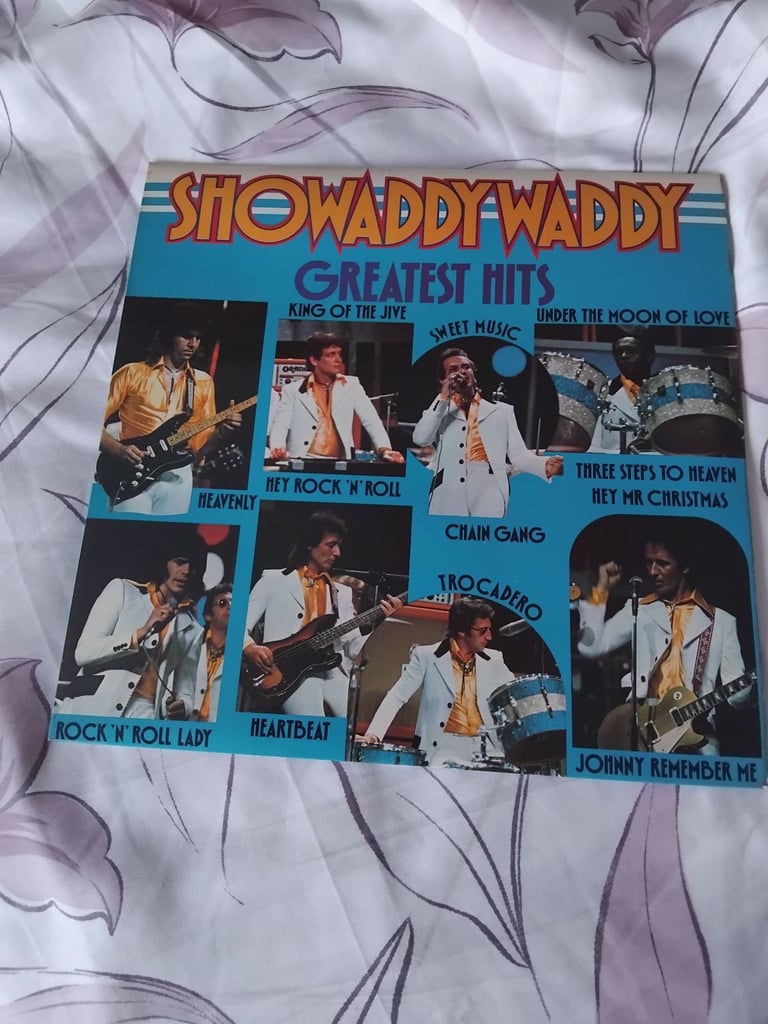 SHOWADDYWADDY
GREATEST HITS
KING OF THE JIVE
SWEET MUSIC
UNDER THE MOON OF LOVE
HEAVENLY
HEY ROCK 'N' ROLL
CHAIN GANG
THREE STEPS TO HEAVEN
HEY MR CHRISTMAS
TROCADERO
ROCK 'N' ROLL LADY
HEARTBEAT
JOHNNY REMEMBER ME